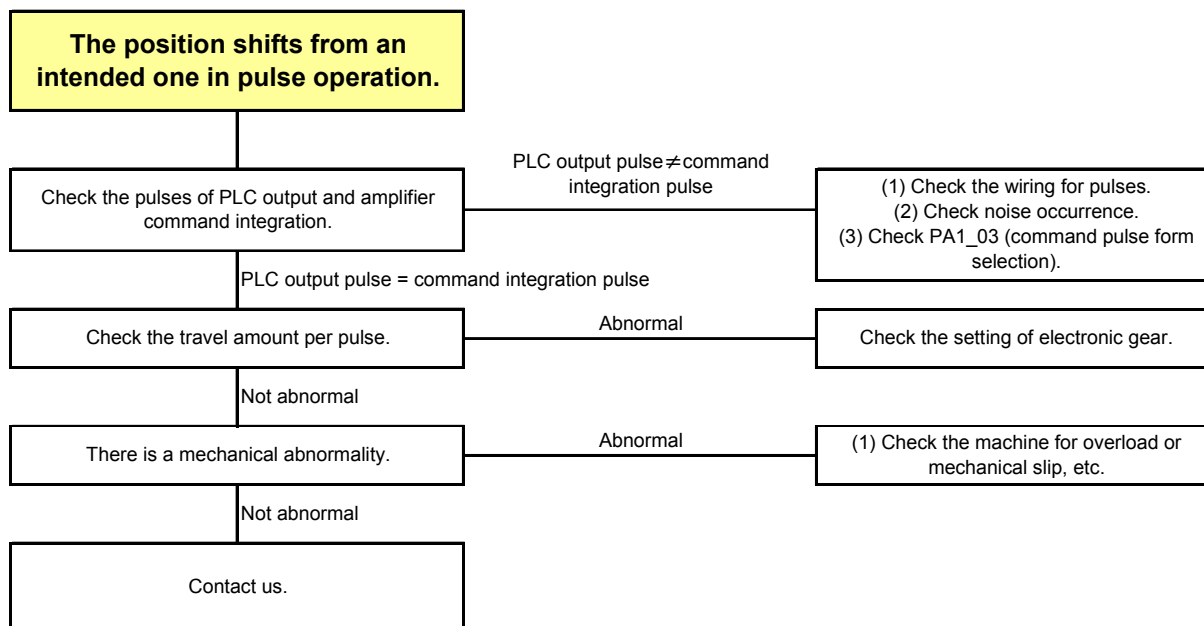 The position shifts from an
intended one in pulse operation.
PLC output pulse≠command
integration pulse
Check the pulses of PLC output and amplifier
command integration.
(1) Check the wiring for pulses.
(2) Check noise occurrence.
(3) Check PA1_03 (command pulse form
selection).
PLC output pulse = command integration pulse
Check the travel amount per pulse.
Abnormal
Check the setting of electronic gear.
Not abnormal
There is a mechanical abnormality.
Abnormal
(1) Check the machine for overload or
mechanical slip, etc.
Not abnormal
Contact us.